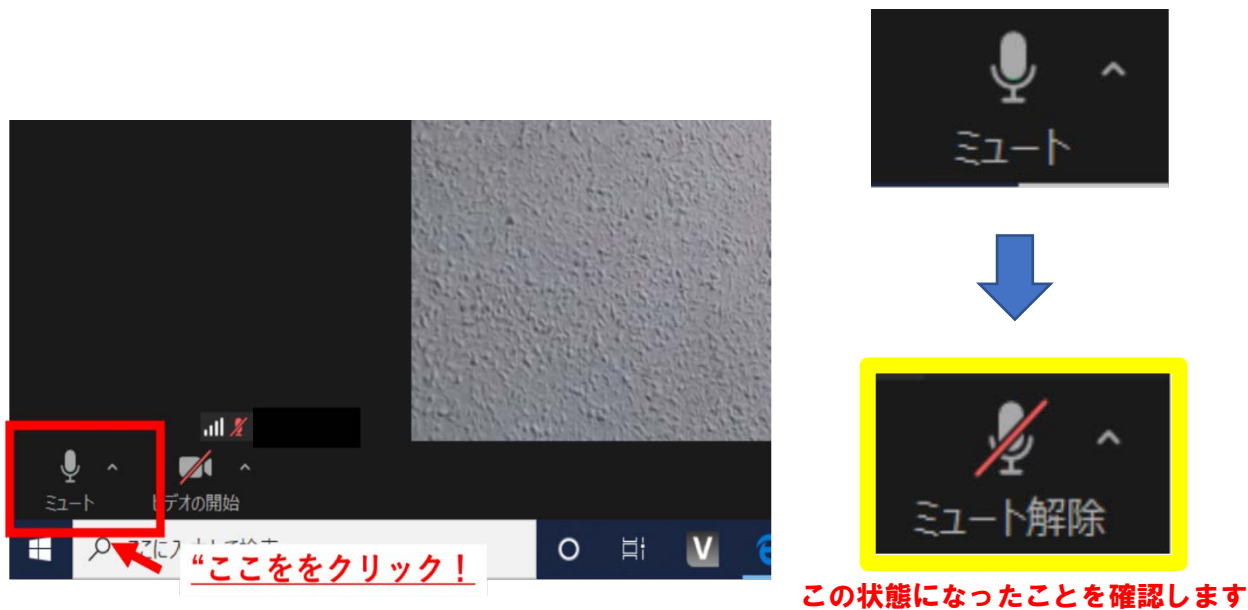 ミュート
ビデオの開始
“ここををクリック！
V
ミュート
ミュート解除
この状態になったことを確認します